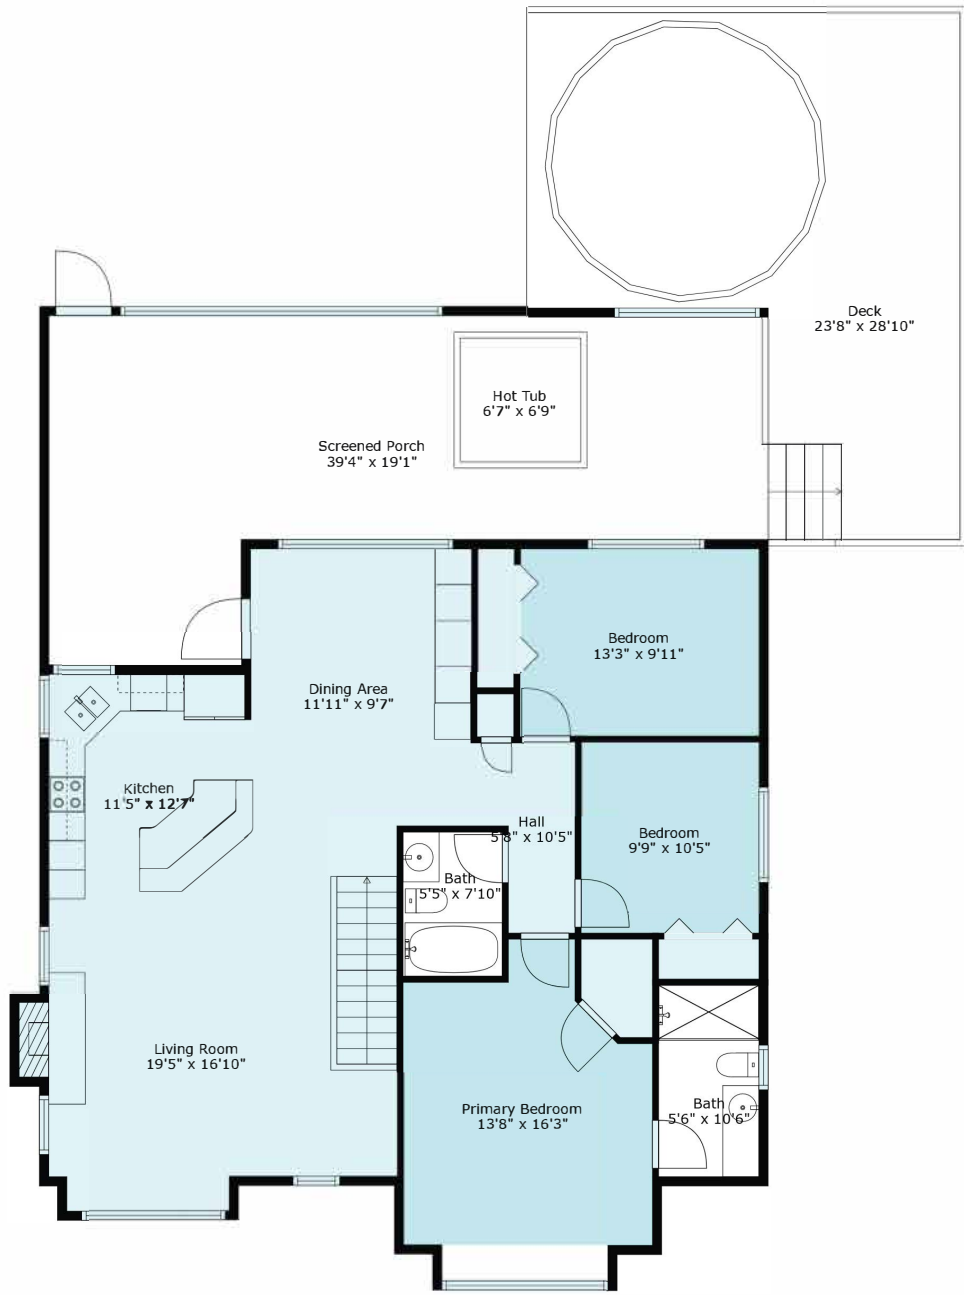 Deck
23'8" x 28'10"
Hot Tub
6'7" x 6'9"
Screened Porch
39'4" x 19'1"
Bedroom
13'3" x 9'11"
Dining Area
11'11" x 9'7"
Kitchen
11'5" x 12'7"
Hall
5'8" x 10'5"
Bedroom
9'9" x 10'5"
Bath
5'5" x 7'10"
Living Room
19'5" x 16'10"
Primary Bedroom
13'8" x 16'3"
Bath
5'6" x 10'6"